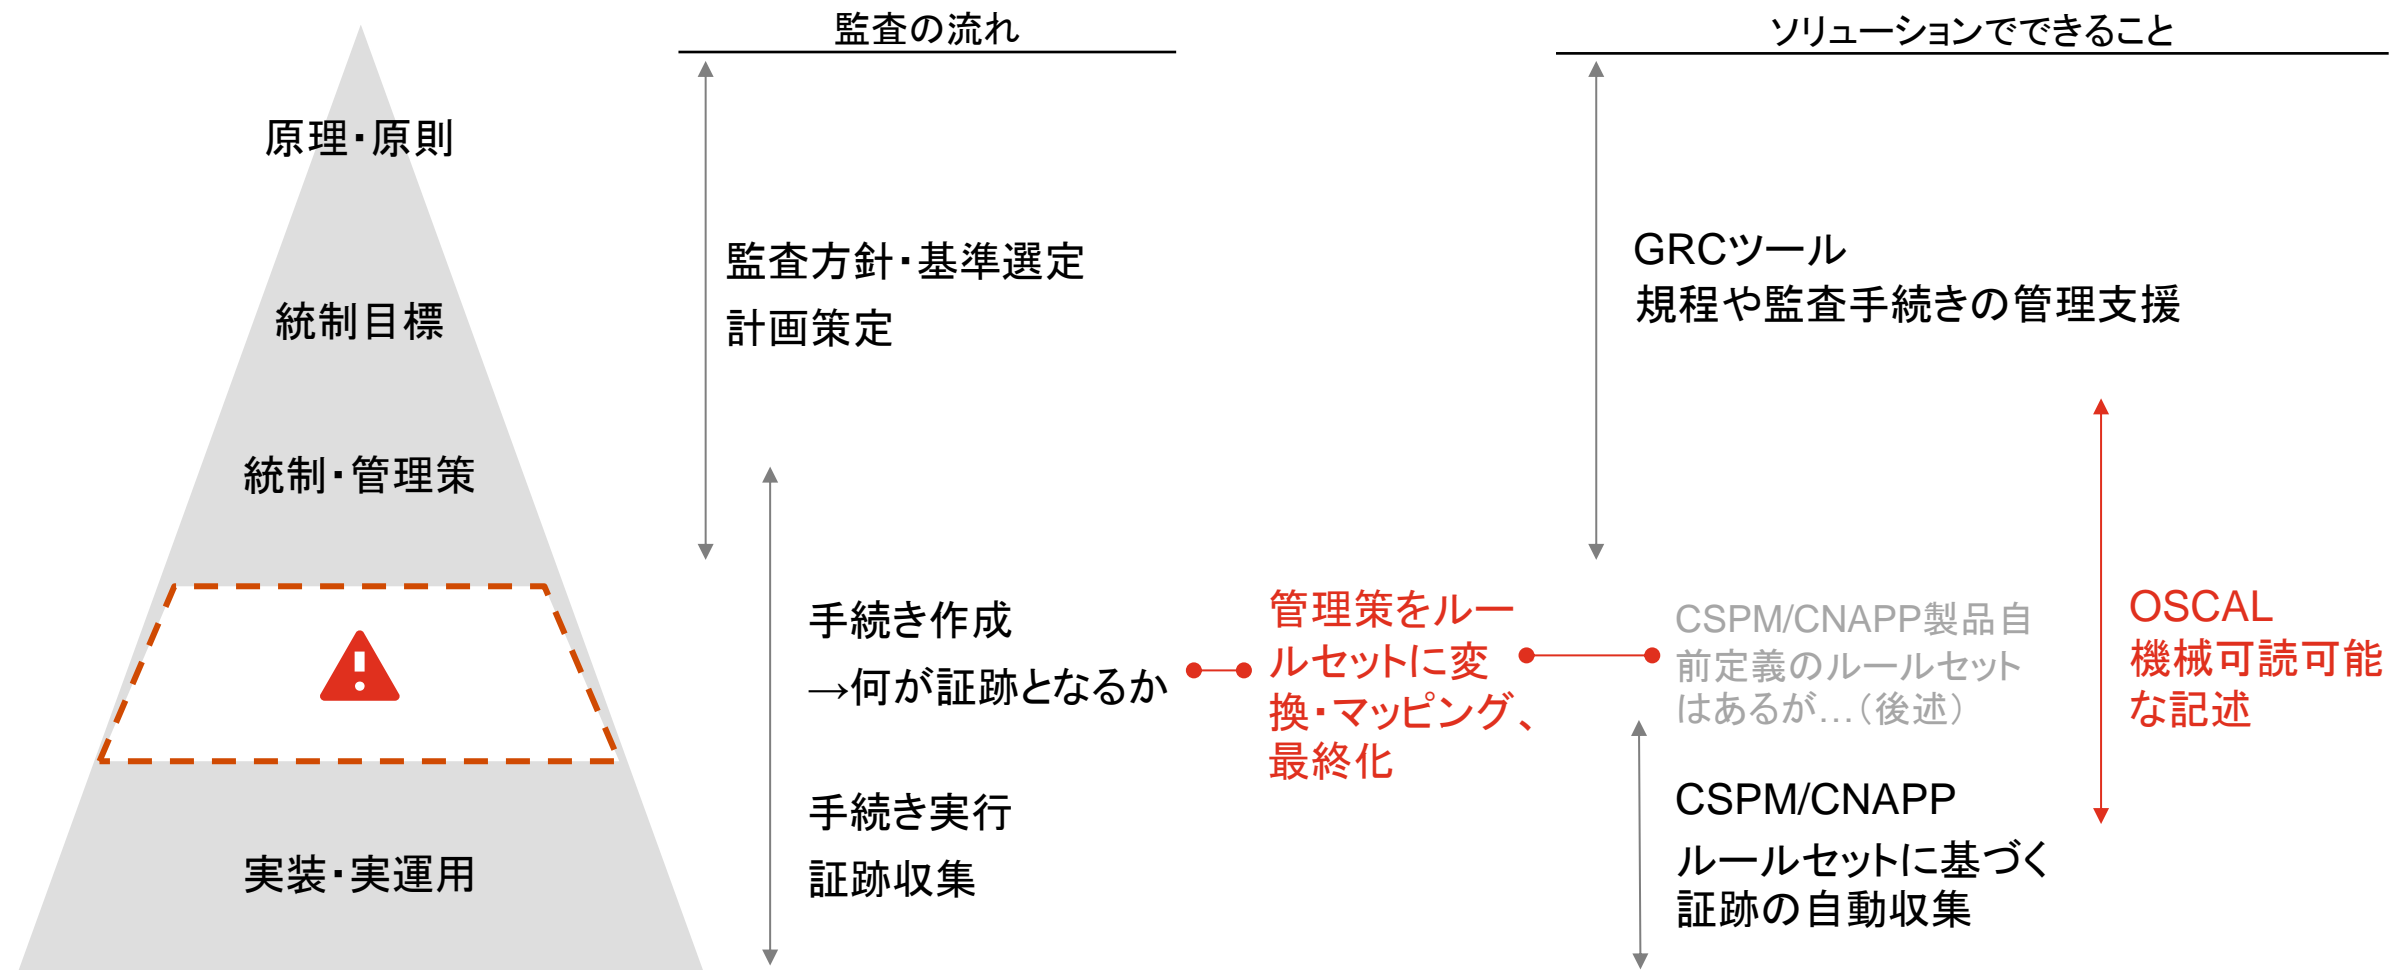 監査の流れ
ソリューションでできること
原理・原則
統制目標
統制・管理策
実装・実運用
監査方針・基準選定
計画策定
手続き作成
→何が証跡となるか
手続き実行
証跡収集
管理策をルー
ルセットに変
換・マッピング、
最終化
GRCツール
規程や監査手続きの管理支援
CSPM/CNAPP製品自
前定義のルールセット
はあるが…（後述）
CSPM/CNAPP
ルールセットに基づく
証跡の自動収集
OSCAL
機械可読可能
な記述